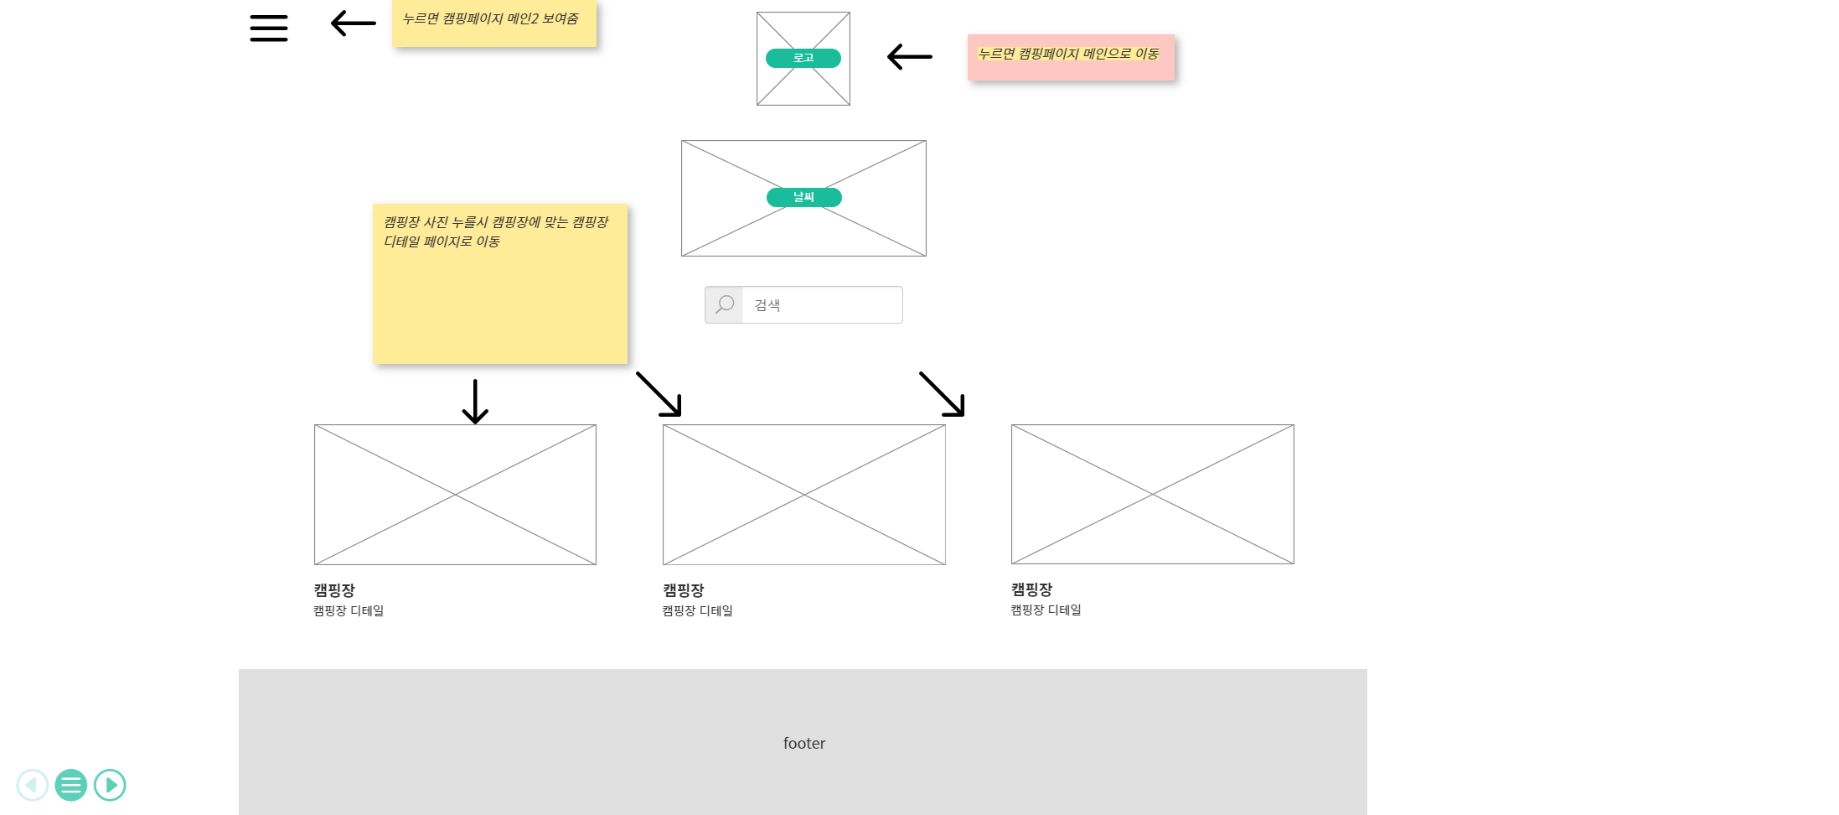 누르면 캠핑페이지 메인2 보여줌
로고
누르면 캠핑페이지 메인으로 이동
날씨
캠핑장 사진 누를시 캠핑장에 맞는 캠핑장
디테일 페이지로 이동
검색
캠핑장
캠핑장 디테일
캠핑장
캠핑장 디테일
캠핑장
캠핑장 디테일
footer